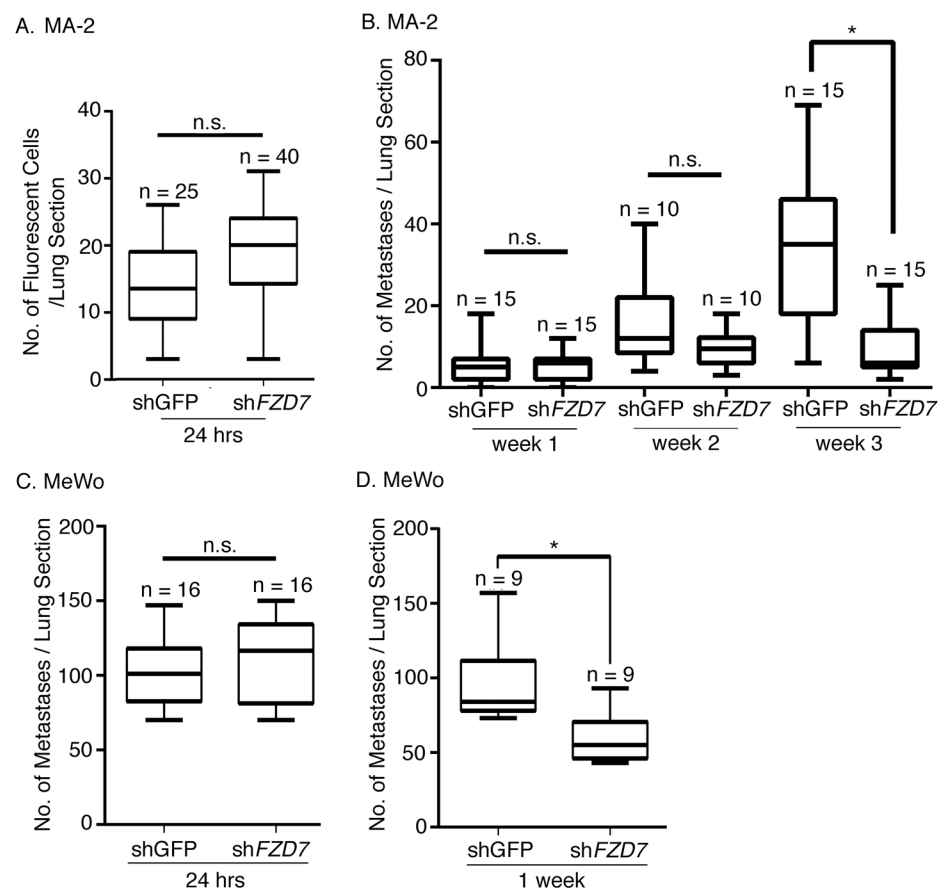 A. MA-2
No. of Fluorescent Cells
/Lung Section
40
30
20
10
0
n.s.
n = 25
n = 40
shGFP
shFZD7
24 hrs
B. MA-2
No. of Metastases / Lung Section
80
60
40
20
0
n.s.
n = 15
n = 15
n.s.
n = 10
n = 10
*
n = 15
n = 15
shGFP shFZD7 shGFP shFZD7 shGFP shFZD7
week 1 week 2 week 3
C. MeWo
No. of Metastases / Lung Section
200
150
100
50
0
n.s.
n = 16
n = 16
shGFP
shFZD7
24 hrs
D. MeWo
No. of Metastases / Lung Section
200
150
100
50
0
*
n = 9
n = 9
shGFP
shFZD7
1 week